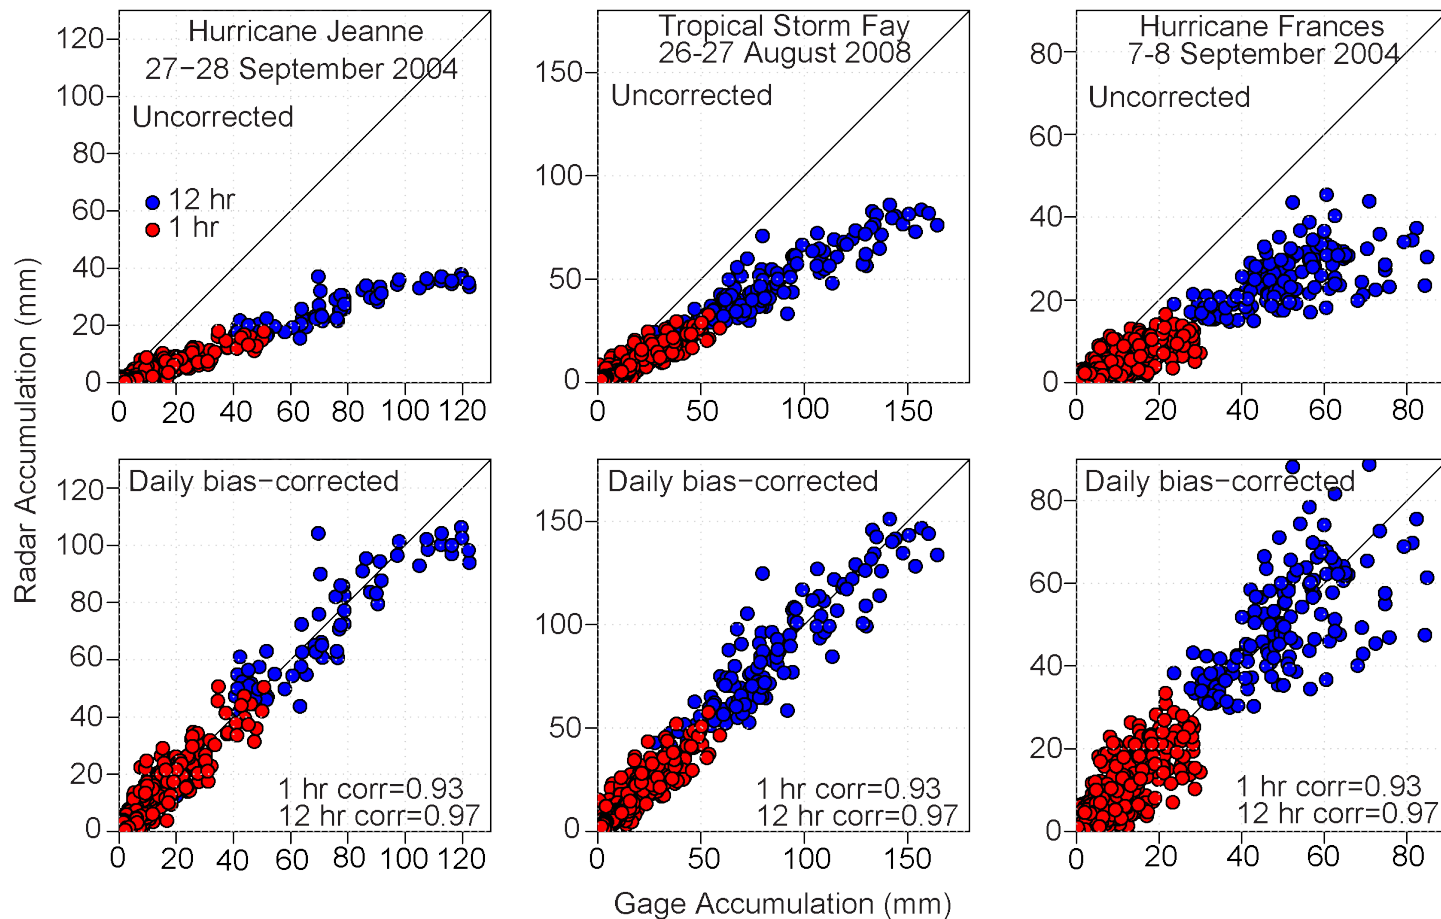 Hurricane Jeanne
27−28 September 2004
Uncorrected
12 hr
1 hr
120
100
80
60
40
20
0
0 20 40 60 80 100 120
Tropical Storm Fay
26-27 August 2008
Uncorrected
150
100
50
0
0 50 100 150
Hurricane Frances
7-8 September 2004
Uncorrected
80
60
40
20
0
0 20 40 60 80
Radar Accumulation (mm)
Daily bias−corrected
120
100
80
60
40
20
0
1 hr corr=0.93
12 hr corr=0.97
0 20 40 60 80 100 120
Daily bias−corrected
150
100
50
0
1 hr corr=0.93
12 hr corr=0.97
0 50 100 150
Daily bias−corrected
80
60
40
20
0
1 hr corr=0.93
12 hr corr=0.97
0 20 40 60 80
Gage Accumulation (mm)